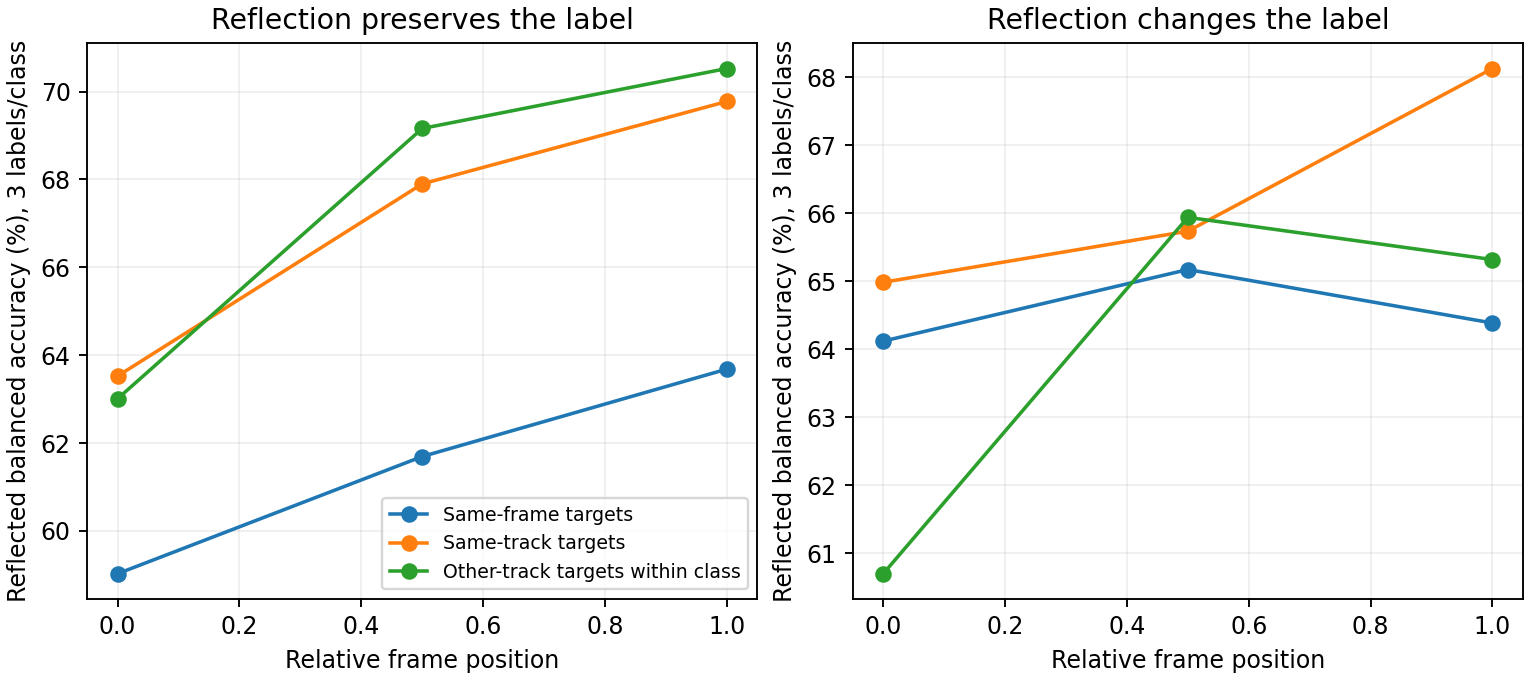 Reflection preserves the label
Reflected balanced accuracy (%), 3 labels/class
70
68
66
64
62
60
Same-frame targets
Same-track targets
Other-track targets within class
0.0 0.2 0.4 0.6 0.8 1.0
Relative frame position
Reflection changes the label
Reflected balanced accuracy (%), 3 labels/class
68
67
66
65
64
63
62
61
0.0 0.2 0.4 0.6 0.8 1.0
Relative frame position